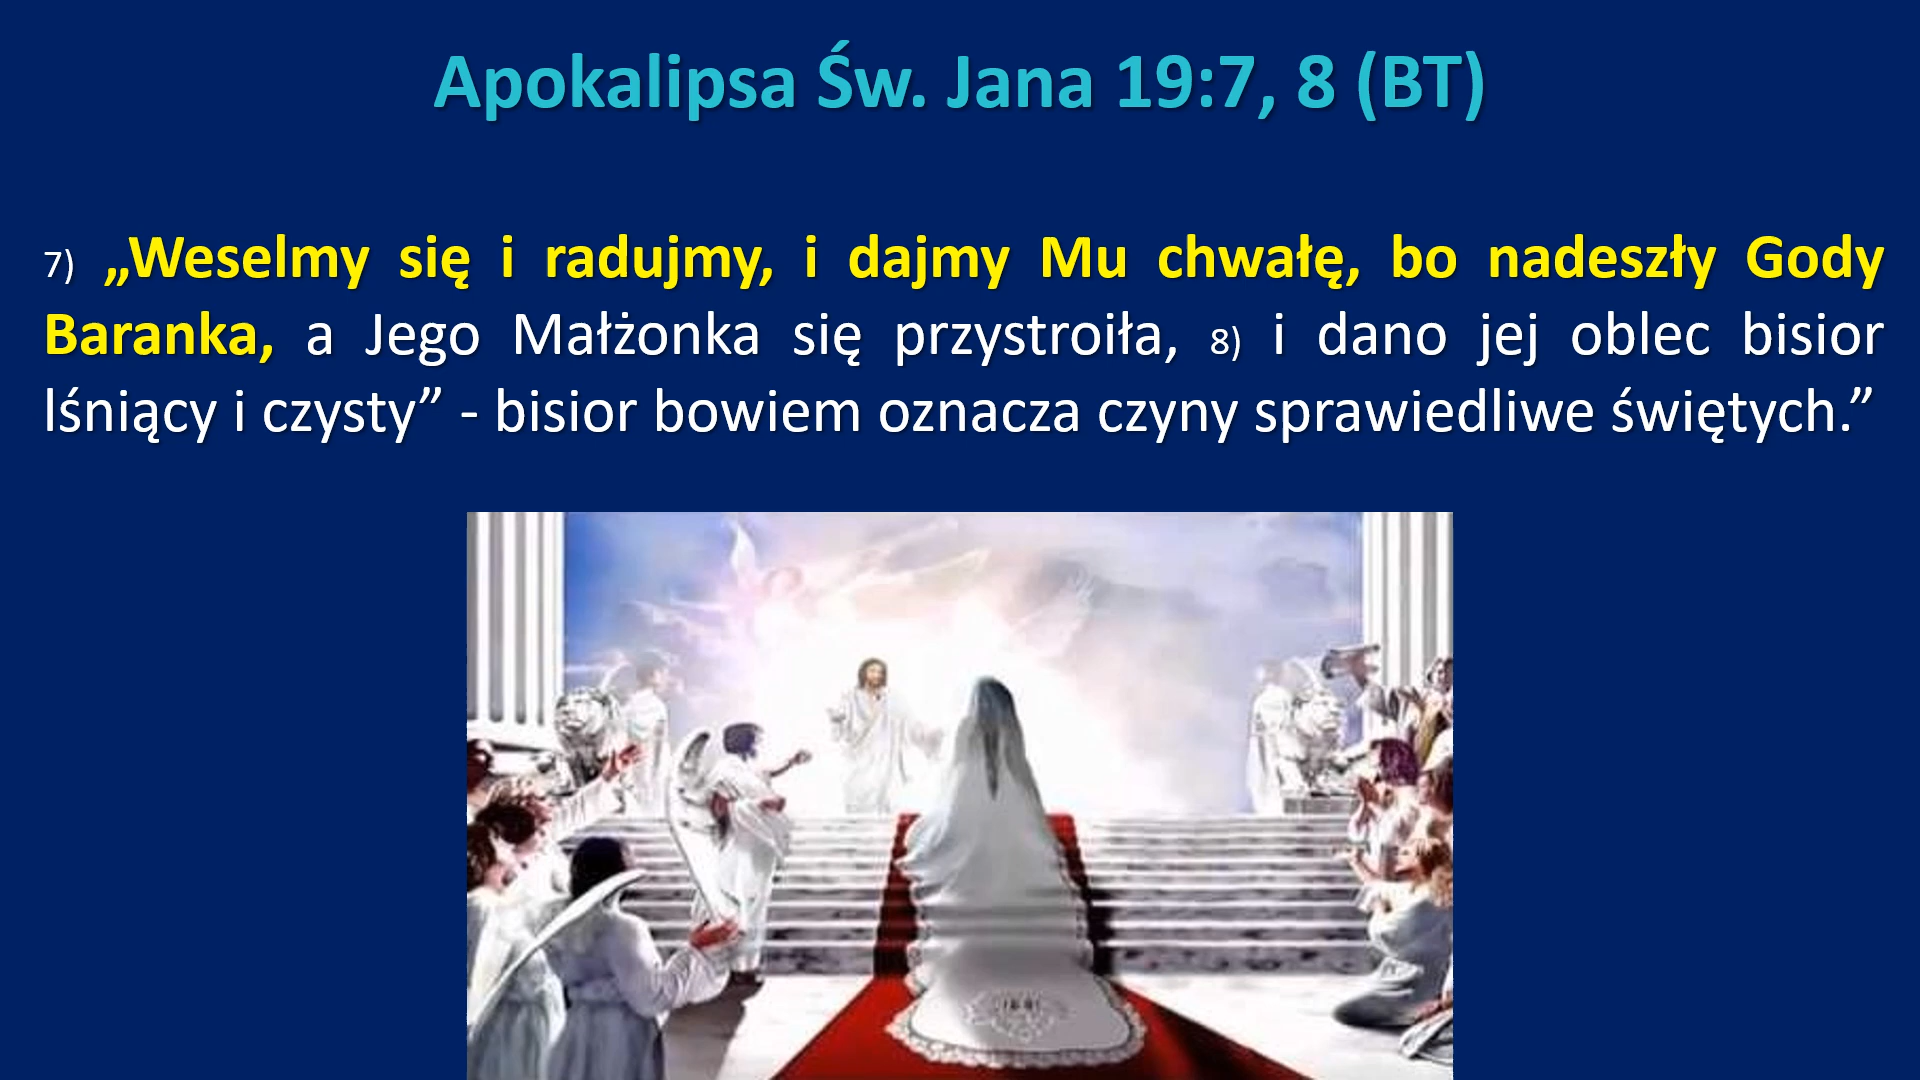 Apokalipsa Św. Jana 19:7, 8 (BT)
7) „Weselmy się i radujmy, i dajmy Mu chwałę, bo nadeszły Gody
Baranka, a Jego Małżonka się przystroiła, 8) i dano jej oblec bisior
lśniący i czysty” - bisior bowiem oznacza czyny sprawiedliwe świętych.”